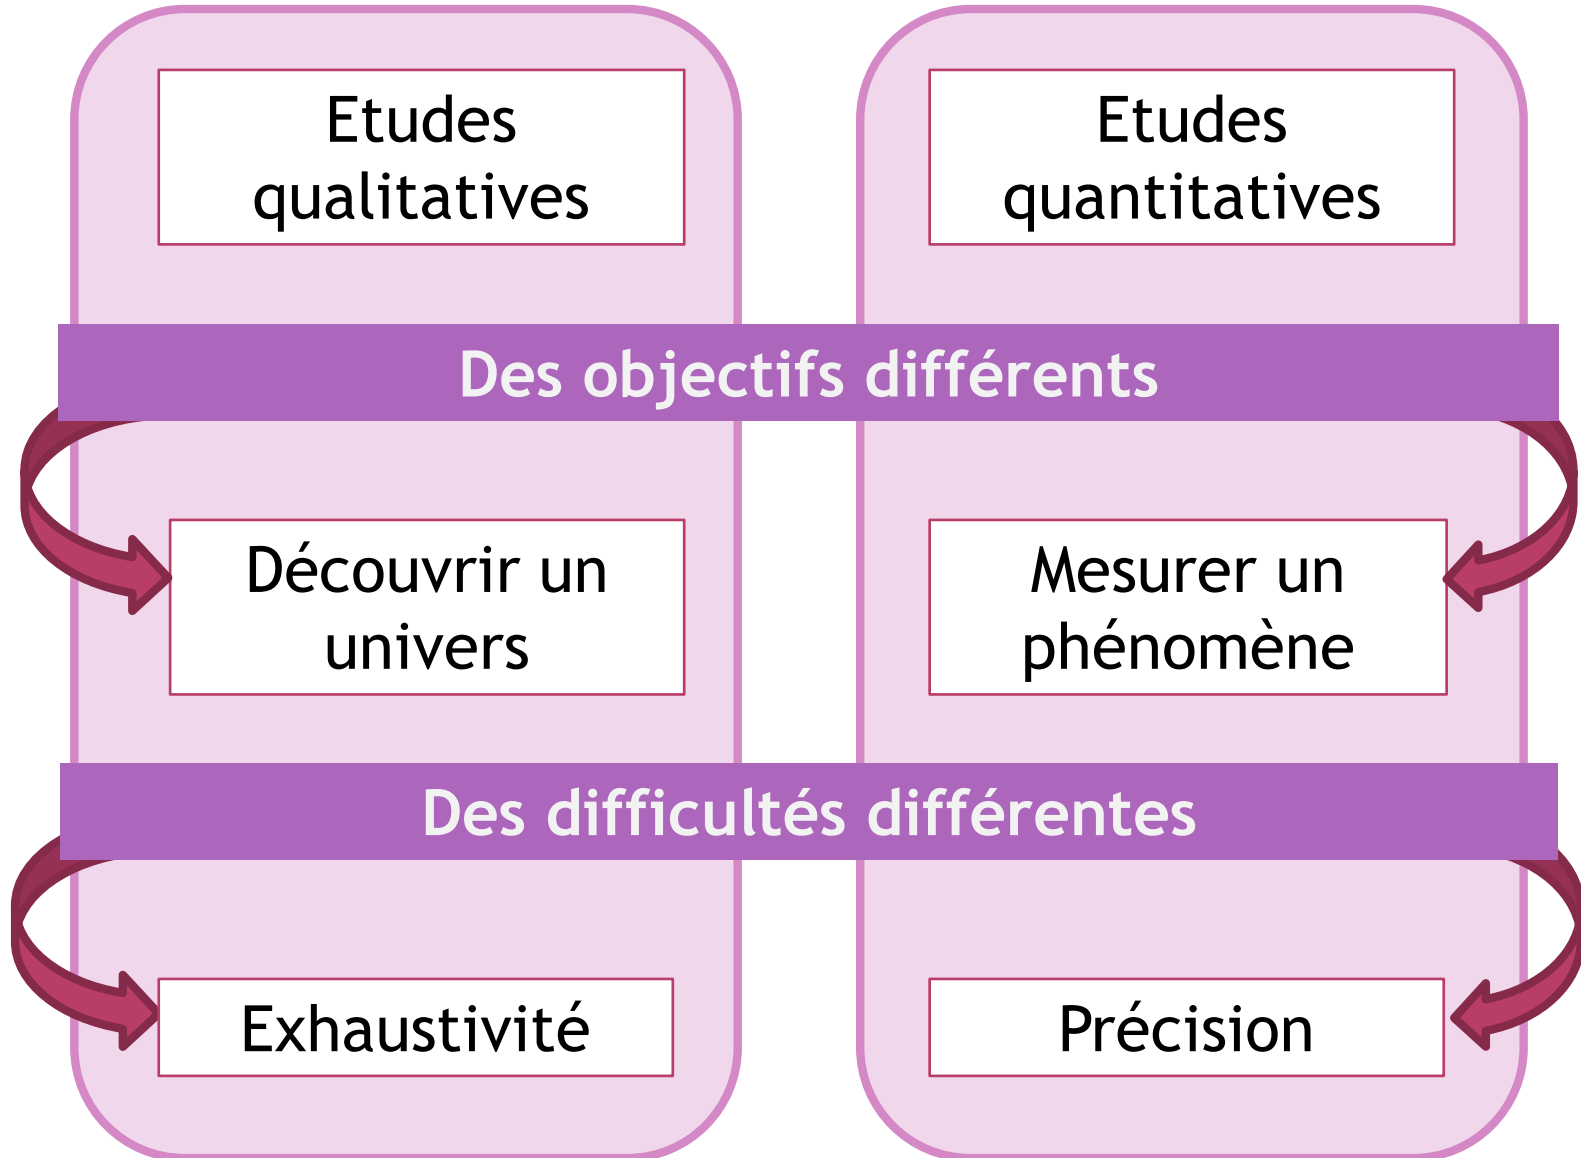 Etudes
qualitatives
Etudes
quantitatives
Des objectifs différents
Découvrir un
univers
Mesurer un
phénomène
Des difficultés différentes
Exhaustivité
Précision